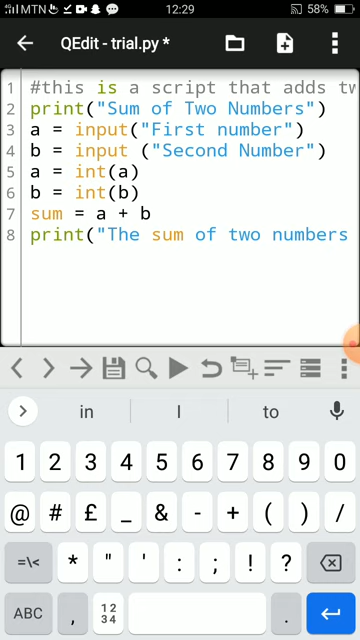 MTN 12:29 58%
QEdit - trial.py *
1 #this is a script that adds tw
2 print("Sum of Two Numbers")
3 a = input("First number")
4 b = input ("Second Number")
5 a = int(a)
6 b = int(b)
7 sum = a + b
8 print("The sum of two numbers
in I to
1 2 3 4 5 6 7 8 9 0
@ # £ _ & - + ( ) /
=\< * " ' : ; ! ?
ABC , 12 34 .